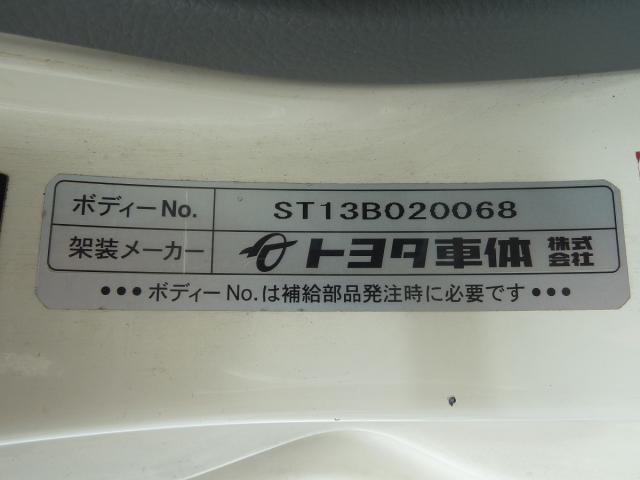 ボディーNo. ST13B020068
架装メーカー トヨタ車体 株式会社
•••ボディーNo.は補給部品発注時に必要です•••